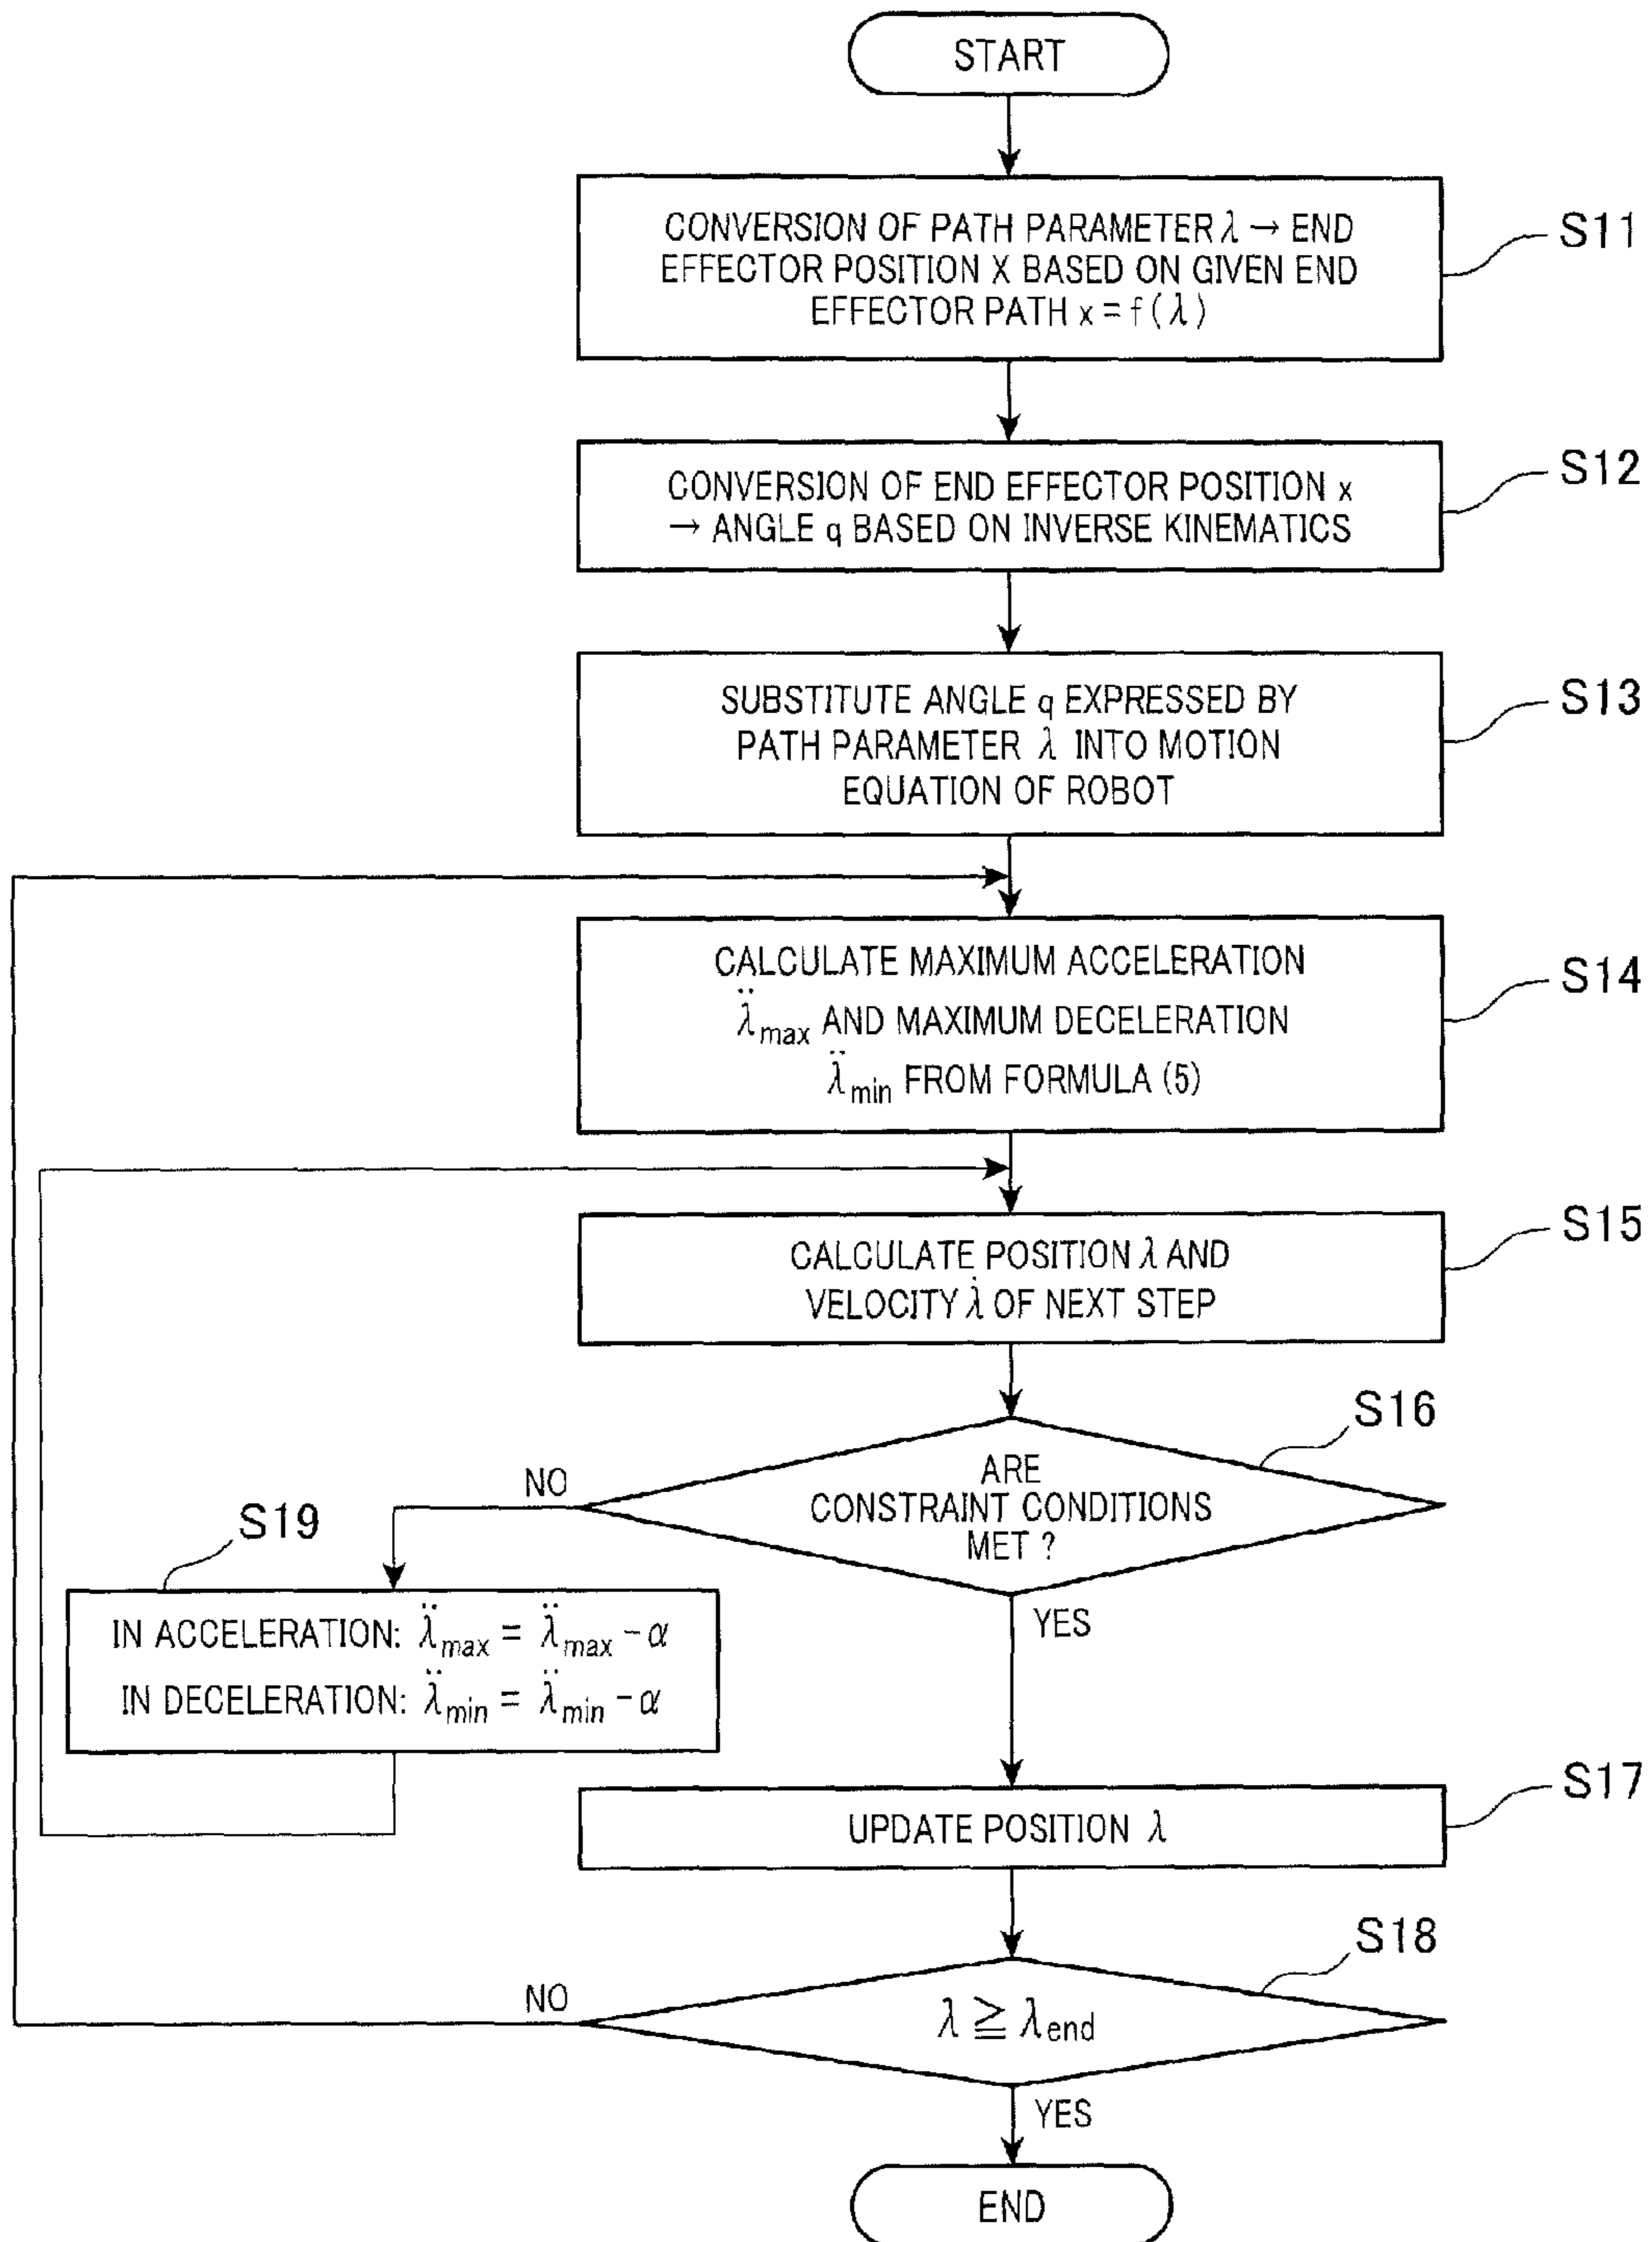 START
CONVERSION OF PATH PARAMETER λ → END
EFFECTOR POSITION X BASED ON GIVEN END
EFFECTOR PATH x = f(λ)
S11
CONVERSION OF END EFFECTOR POSITION x
→ ANGLE q BASED ON INVERSE KINEMATICS
S12
SUBSTITUTE ANGLE q EXPRESSED BY
PATH PARAMETER λ INTO MOTION
EQUATION OF ROBOT
S13
CALCULATE MAXIMUM ACCELERATION
λ̈max AND MAXIMUM DECELERATION
λ̈min FROM FORMULA (5)
S14
CALCULATE POSITION λ AND
VELOCITY λ̇ OF NEXT STEP
S15
ARE
CONSTRAINT CONDITIONS
MET ?
S16
NO
YES
S19
IN ACCELERATION: λ̈max = λ̈max - α
IN DECELERATION: λ̈min = λ̈min - α
UPDATE POSITION λ
S17
λ ≧ λend
S18
NO
YES
END